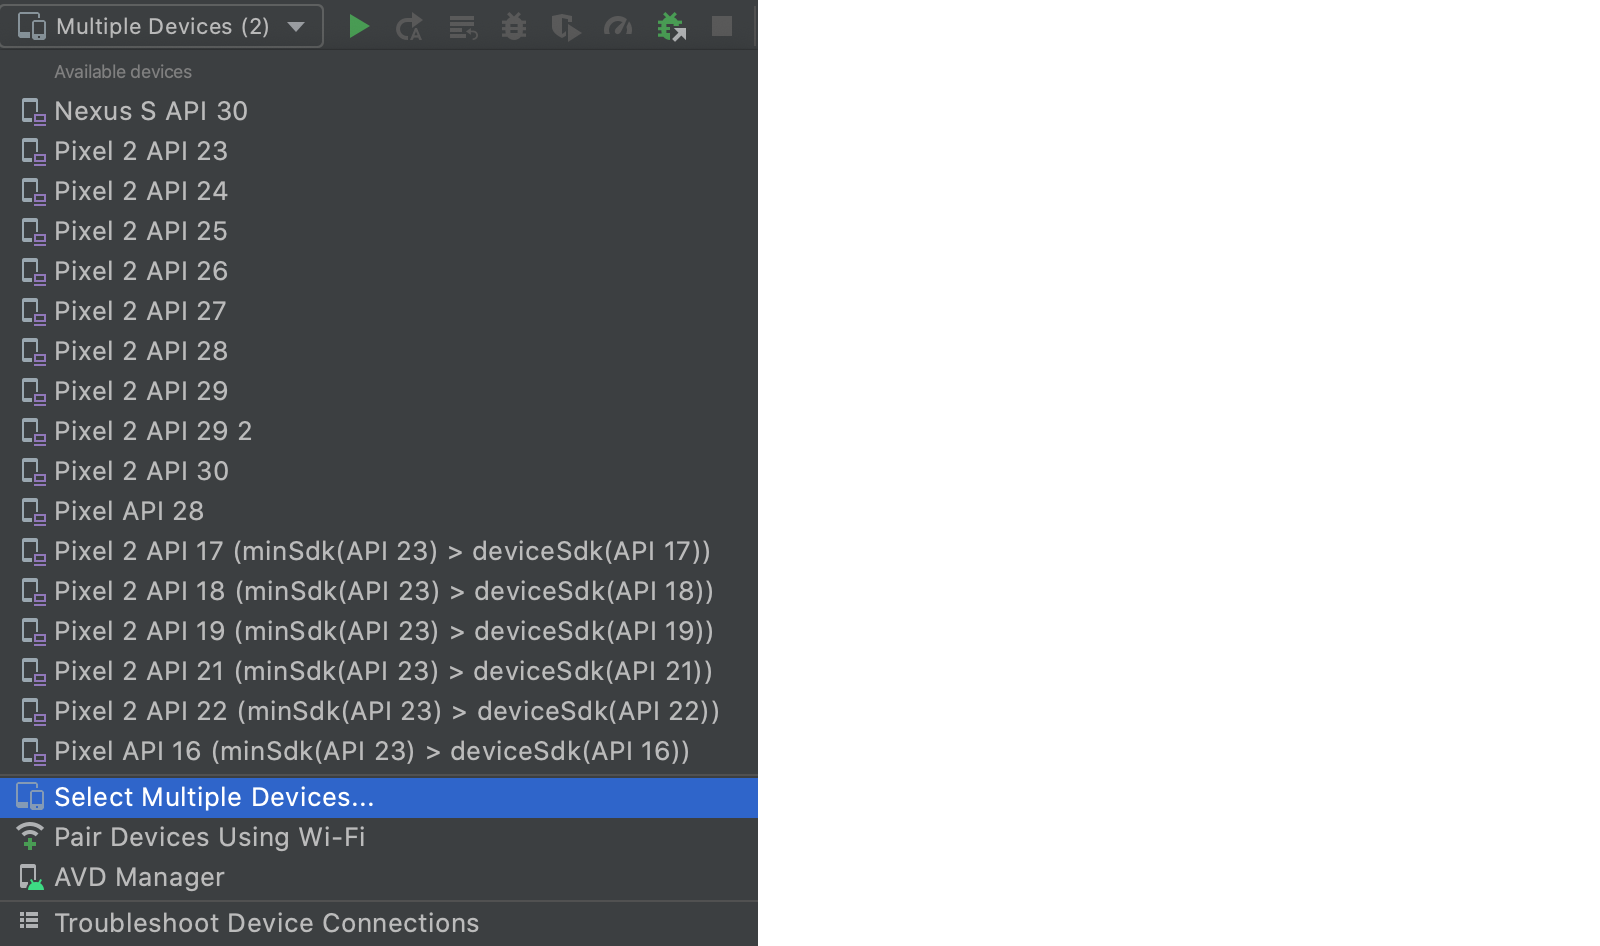 Multiple Devices (2)
Available devices
Nexus S API 30
Pixel 2 API 23
Pixel 2 API 24
Pixel 2 API 25
Pixel 2 API 26
Pixel 2 API 27
Pixel 2 API 28
Pixel 2 API 29
Pixel 2 API 29 2
Pixel 2 API 30
Pixel API 28
Pixel 2 API 17 (minSdk(API 23) > deviceSdk(API 17))
Pixel 2 API 18 (minSdk(API 23) > deviceSdk(API 18))
Pixel 2 API 19 (minSdk(API 23) > deviceSdk(API 19))
Pixel 2 API 21 (minSdk(API 23) > deviceSdk(API 21))
Pixel 2 API 22 (minSdk(API 23) > deviceSdk(API 22))
Pixel API 16 (minSdk(API 23) > deviceSdk(API 16))
Select Multiple Devices...
Pair Devices Using Wi-Fi
AVD Manager
Troubleshoot Device Connections